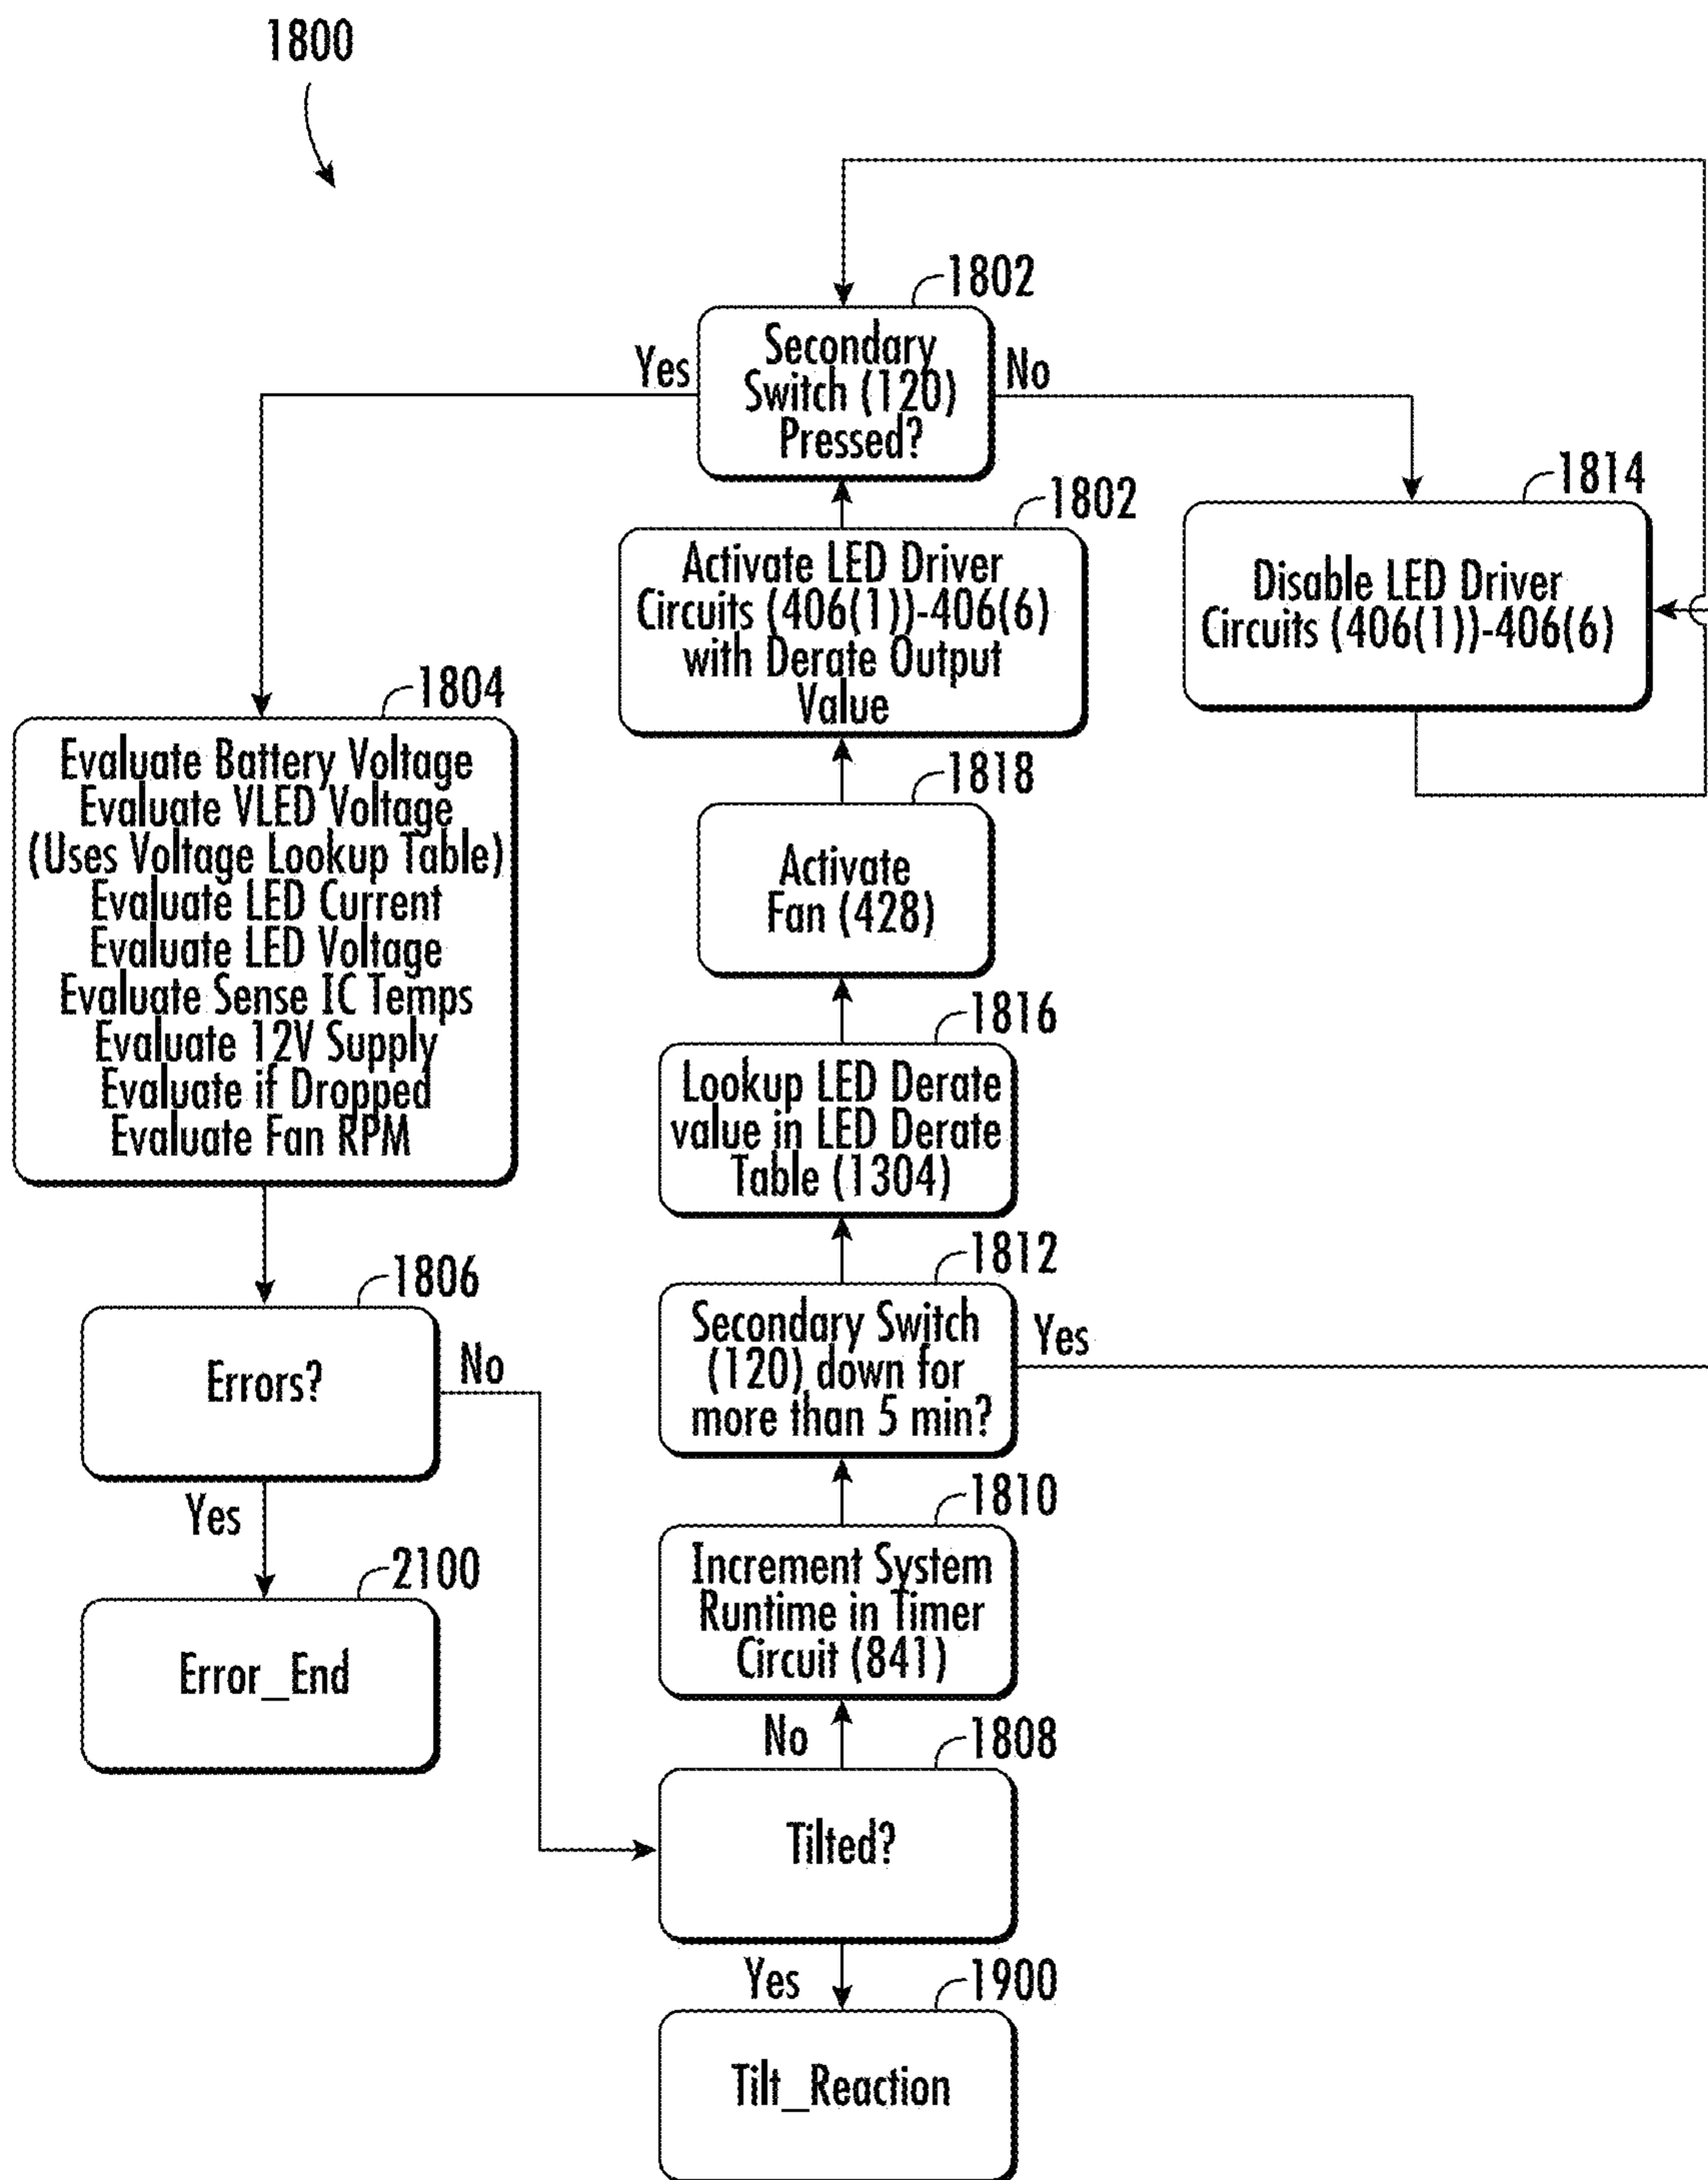 1800
1802
Secondary
Switch (120)
Pressed?
Yes
No
1802
Activate LED Driver
Circuits (406(1))-406(6)
with Derate Output
Value
1814
Disable LED Driver
Circuits (406(1))-406(6)
1804
Evaluate Battery Voltage
Evaluate VLED Voltage
(Uses Voltage Lookup Table)
Evaluate LED Current
Evaluate LED Voltage
Evaluate Sense IC Temps
Evaluate 12V Supply
Evaluate if Dropped
Evaluate Fan RPM
1818
Activate
Fan (428)
1816
Lookup LED Derate
value in LED Derate
Table (1304)
1812
Secondary Switch
(120) down for
more than 5 min?
Yes
1806
Errors?
No
Yes
2100
Error_End
1810
Increment System
Runtime in Timer
Circuit (841)
No
1808
Tilted?
Yes
1900
Tilt_Reaction